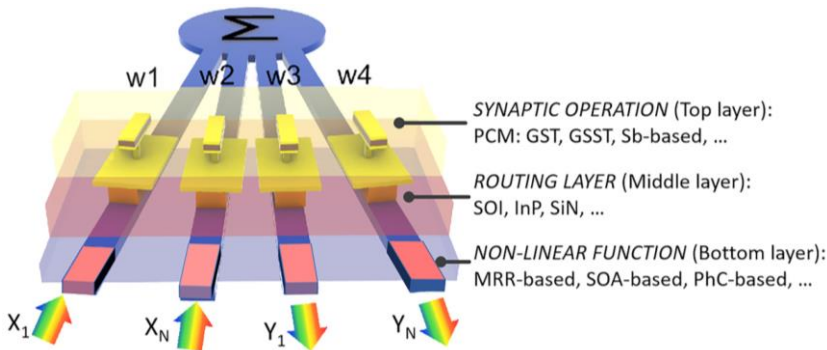 Σ
w1 w2 w3 w4
SYNAPTIC OPERATION (Top layer):
PCM: GST, GSST, Sb-based, ...
ROUTING LAYER (Middle layer):
SOI, InP, SiN, ...
NON-LINEAR FUNCTION (Bottom layer):
MRR-based, SOA-based, PhC-based, ...
X1 XN Y1 YN